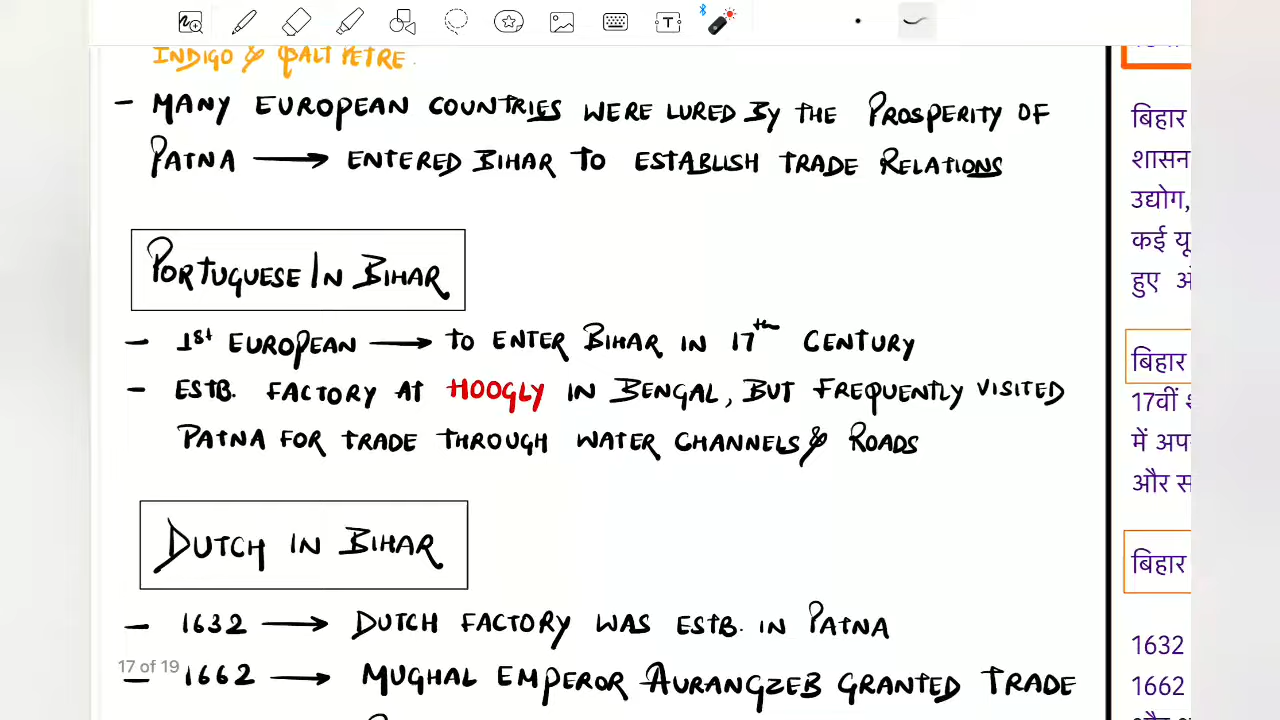 INDIGO & SALT PETRE.
- MANY EUROPEAN COUNTRIES WERE LURED BY THE PROSPERITY OF
PATNA → ENTERED BIHAR TO ESTABLISH TRADE RELATIONS
PORTUGUESE IN BIHAR
- 1st EUROPEAN → TO ENTER BIHAR IN 17th CENTURY
- ESTB. FACTORY AT HOOGLY IN BENGAL, BUT FREQUENTLY VISITED
PATNA FOR TRADE THROUGH WATER CHANNELS & ROADS
DUTCH IN BIHAR
- 1632 → DUTCH FACTORY WAS ESTB. IN PATNA
- 1662 → MUGHAL EMPEROR AURANGZEB GRANTED TRADE
17 of 19
बिहार
शासन
उद्योग,
कई यू
हुए
बिहार
17वीं
में अप
और स
बिहार
1632
1662